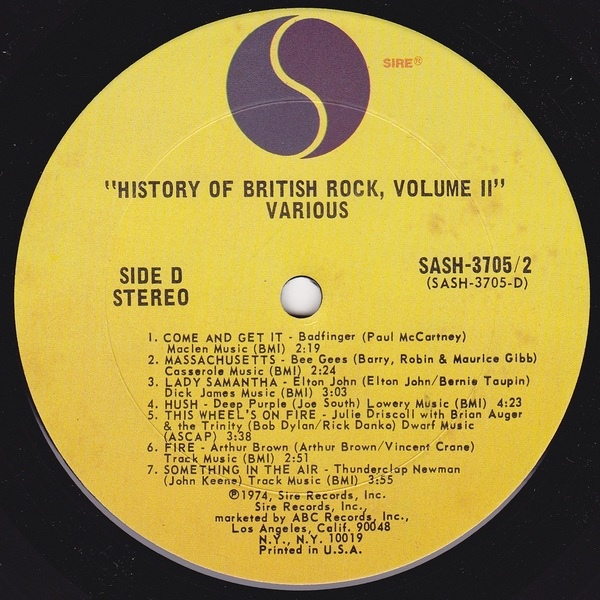 SIRE®
"HISTORY OF BRITISH ROCK, VOLUME II"
VARIOUS
SIDE D
STEREO
SASH-3705/2
(SASH-3705-D)
1. COME AND GET IT - Badfinger (Paul McCartney)
Maclen Music (BMI) 2:19
2. MASSACHUSETTS - Bee Gees (Barry, Robin & Maurice Gibb)
Casserole Music (BMI) 2:24
3. LADY SAMANTHA - Elton John (Elton John/Bernie Taupin)
Dick James Music (BMI) 3:03
4. HUSH - Deep Purple (Joe South) Lowery Music (BMI) 4:23
5. THIS WHEEL'S ON FIRE - Julie Driscoll with Brian Auger
& the Trinity (Bob Dylan/Rick Danko) Dwarf Music
(ASCAP) 3:38
6. FIRE - Arthur Brown (Arthur Brown/Vincent Crane)
Track Music (BMI) 2:51
7. SOMETHING IN THE AIR - Thunderclap Newman
(John Keene) Track Music (BMI) 3:55
℗1974, Sire Records, Inc.
Sire Records, Inc.,
marketed by ABC Records, Inc.,
Los Angeles, Calif. 90048
N.Y., N.Y. 10019
Printed in U.S.A.